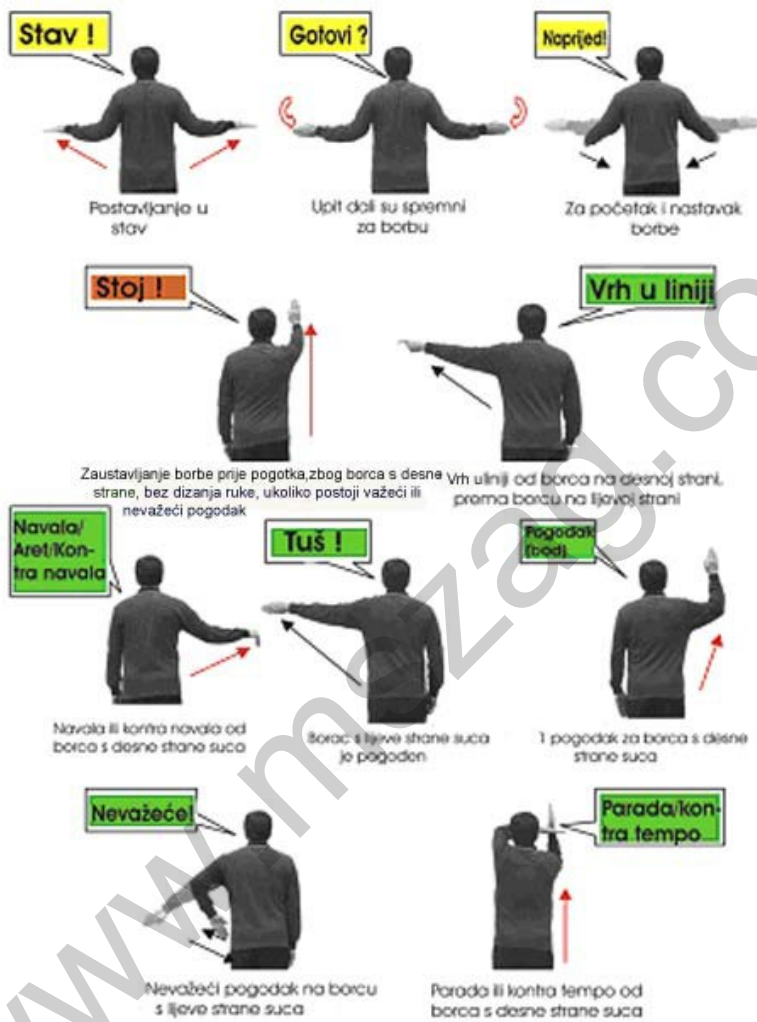 Stav !
Gotovi ?
Naprijed!
Postavljanje u
stav
Upit dali su spremni
za borbu
Za početak i nastavak
borbe
Stoj !
Vrh u liniji
Zaustavljanje borbe prije pogotka,zbog borca s desne
strane, bez dizanja ruke, ukoliko postoji važeći ili
nevažeći pogodak
Vrh u liniji od borca na desnoj strani,
prema borcu na lijevoj strani
Navala/
Aret/Kon-
tra navala
Tuš !
Pogodak
(bod)
Navala ili kontra navala od
borca s desne strane suca
Borac s lijeve strane suca
je pogođen
1 pogodak za borca s desne
strane suca
Nevažeće!
Parada/kon-
tra tempo
Nevažeći pogodak na borcu
s lijeve strane suca
Parada ili kontra tempo od
borca s desne strane suca
www.mszag.co